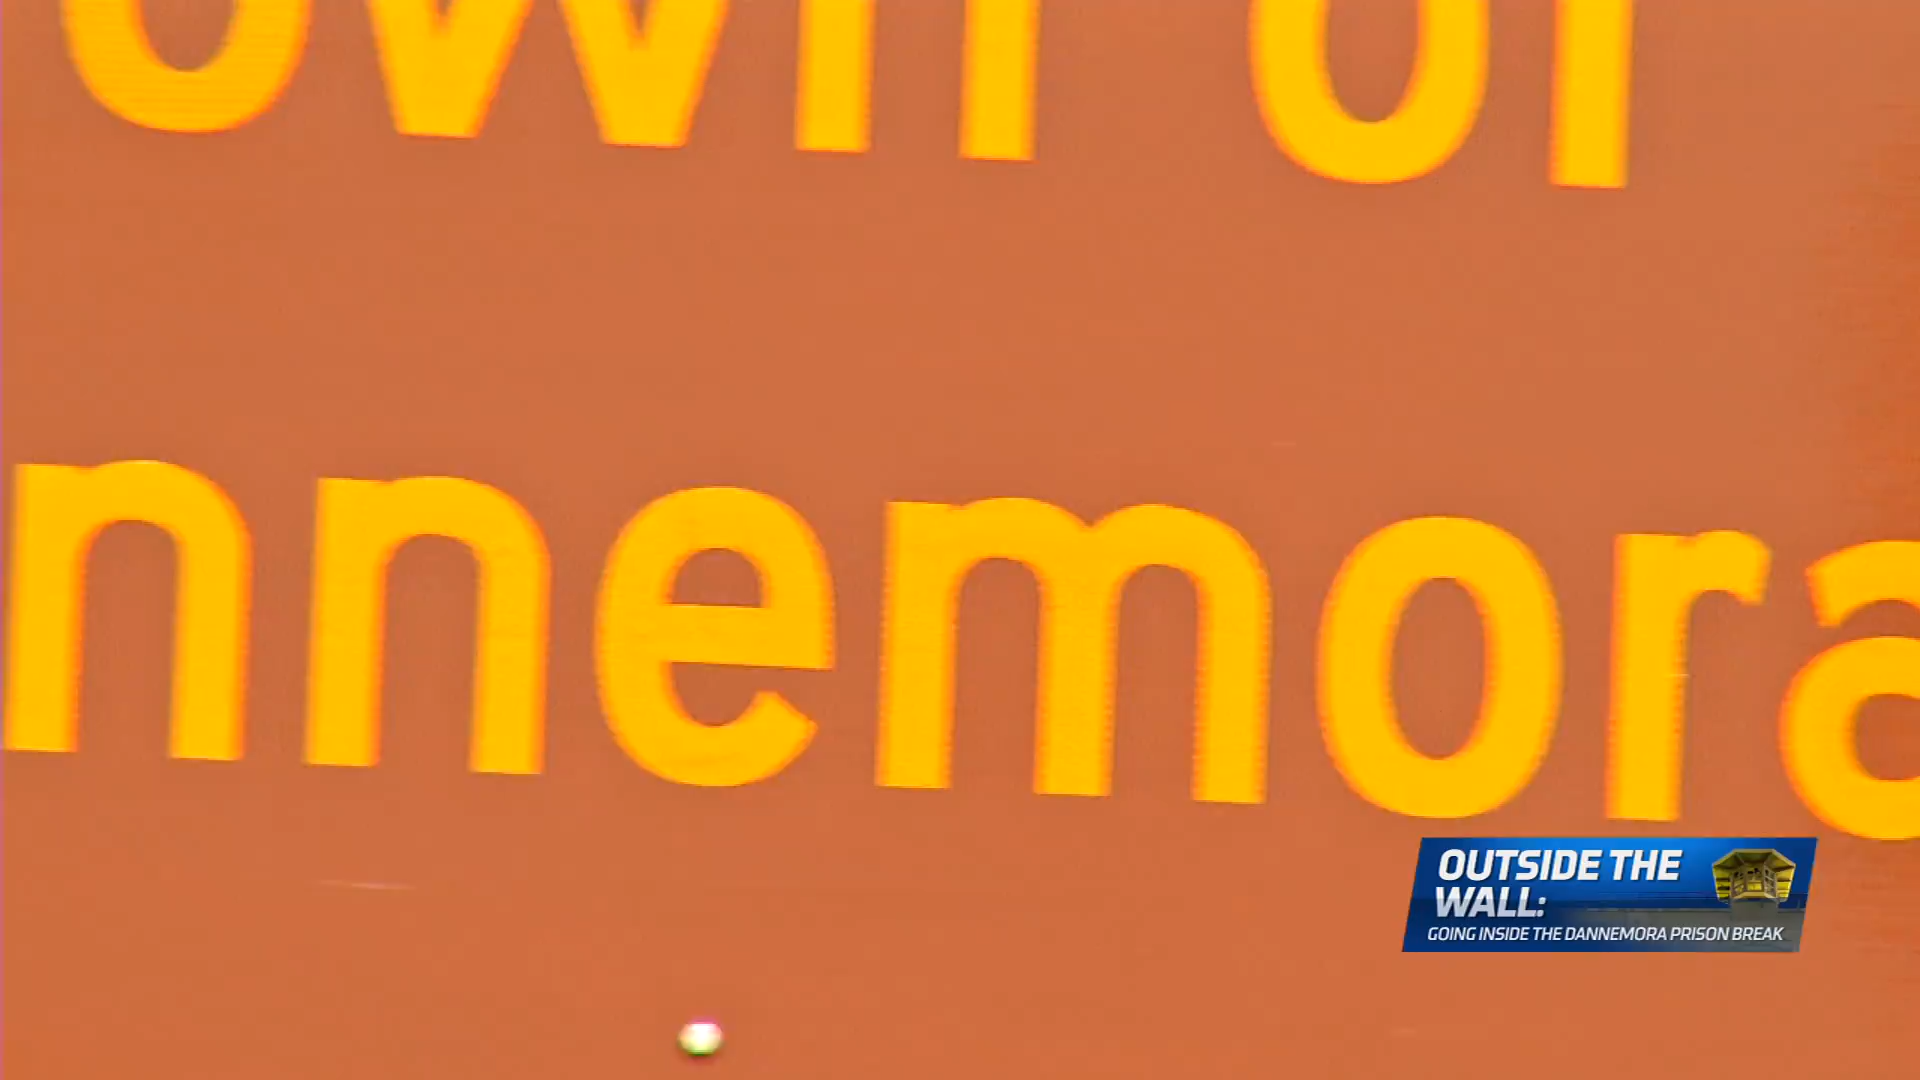 own of
nnemora
OUTSIDE THE
WALL:
GOING INSIDE THE DANNEMORA PRISON BREAK